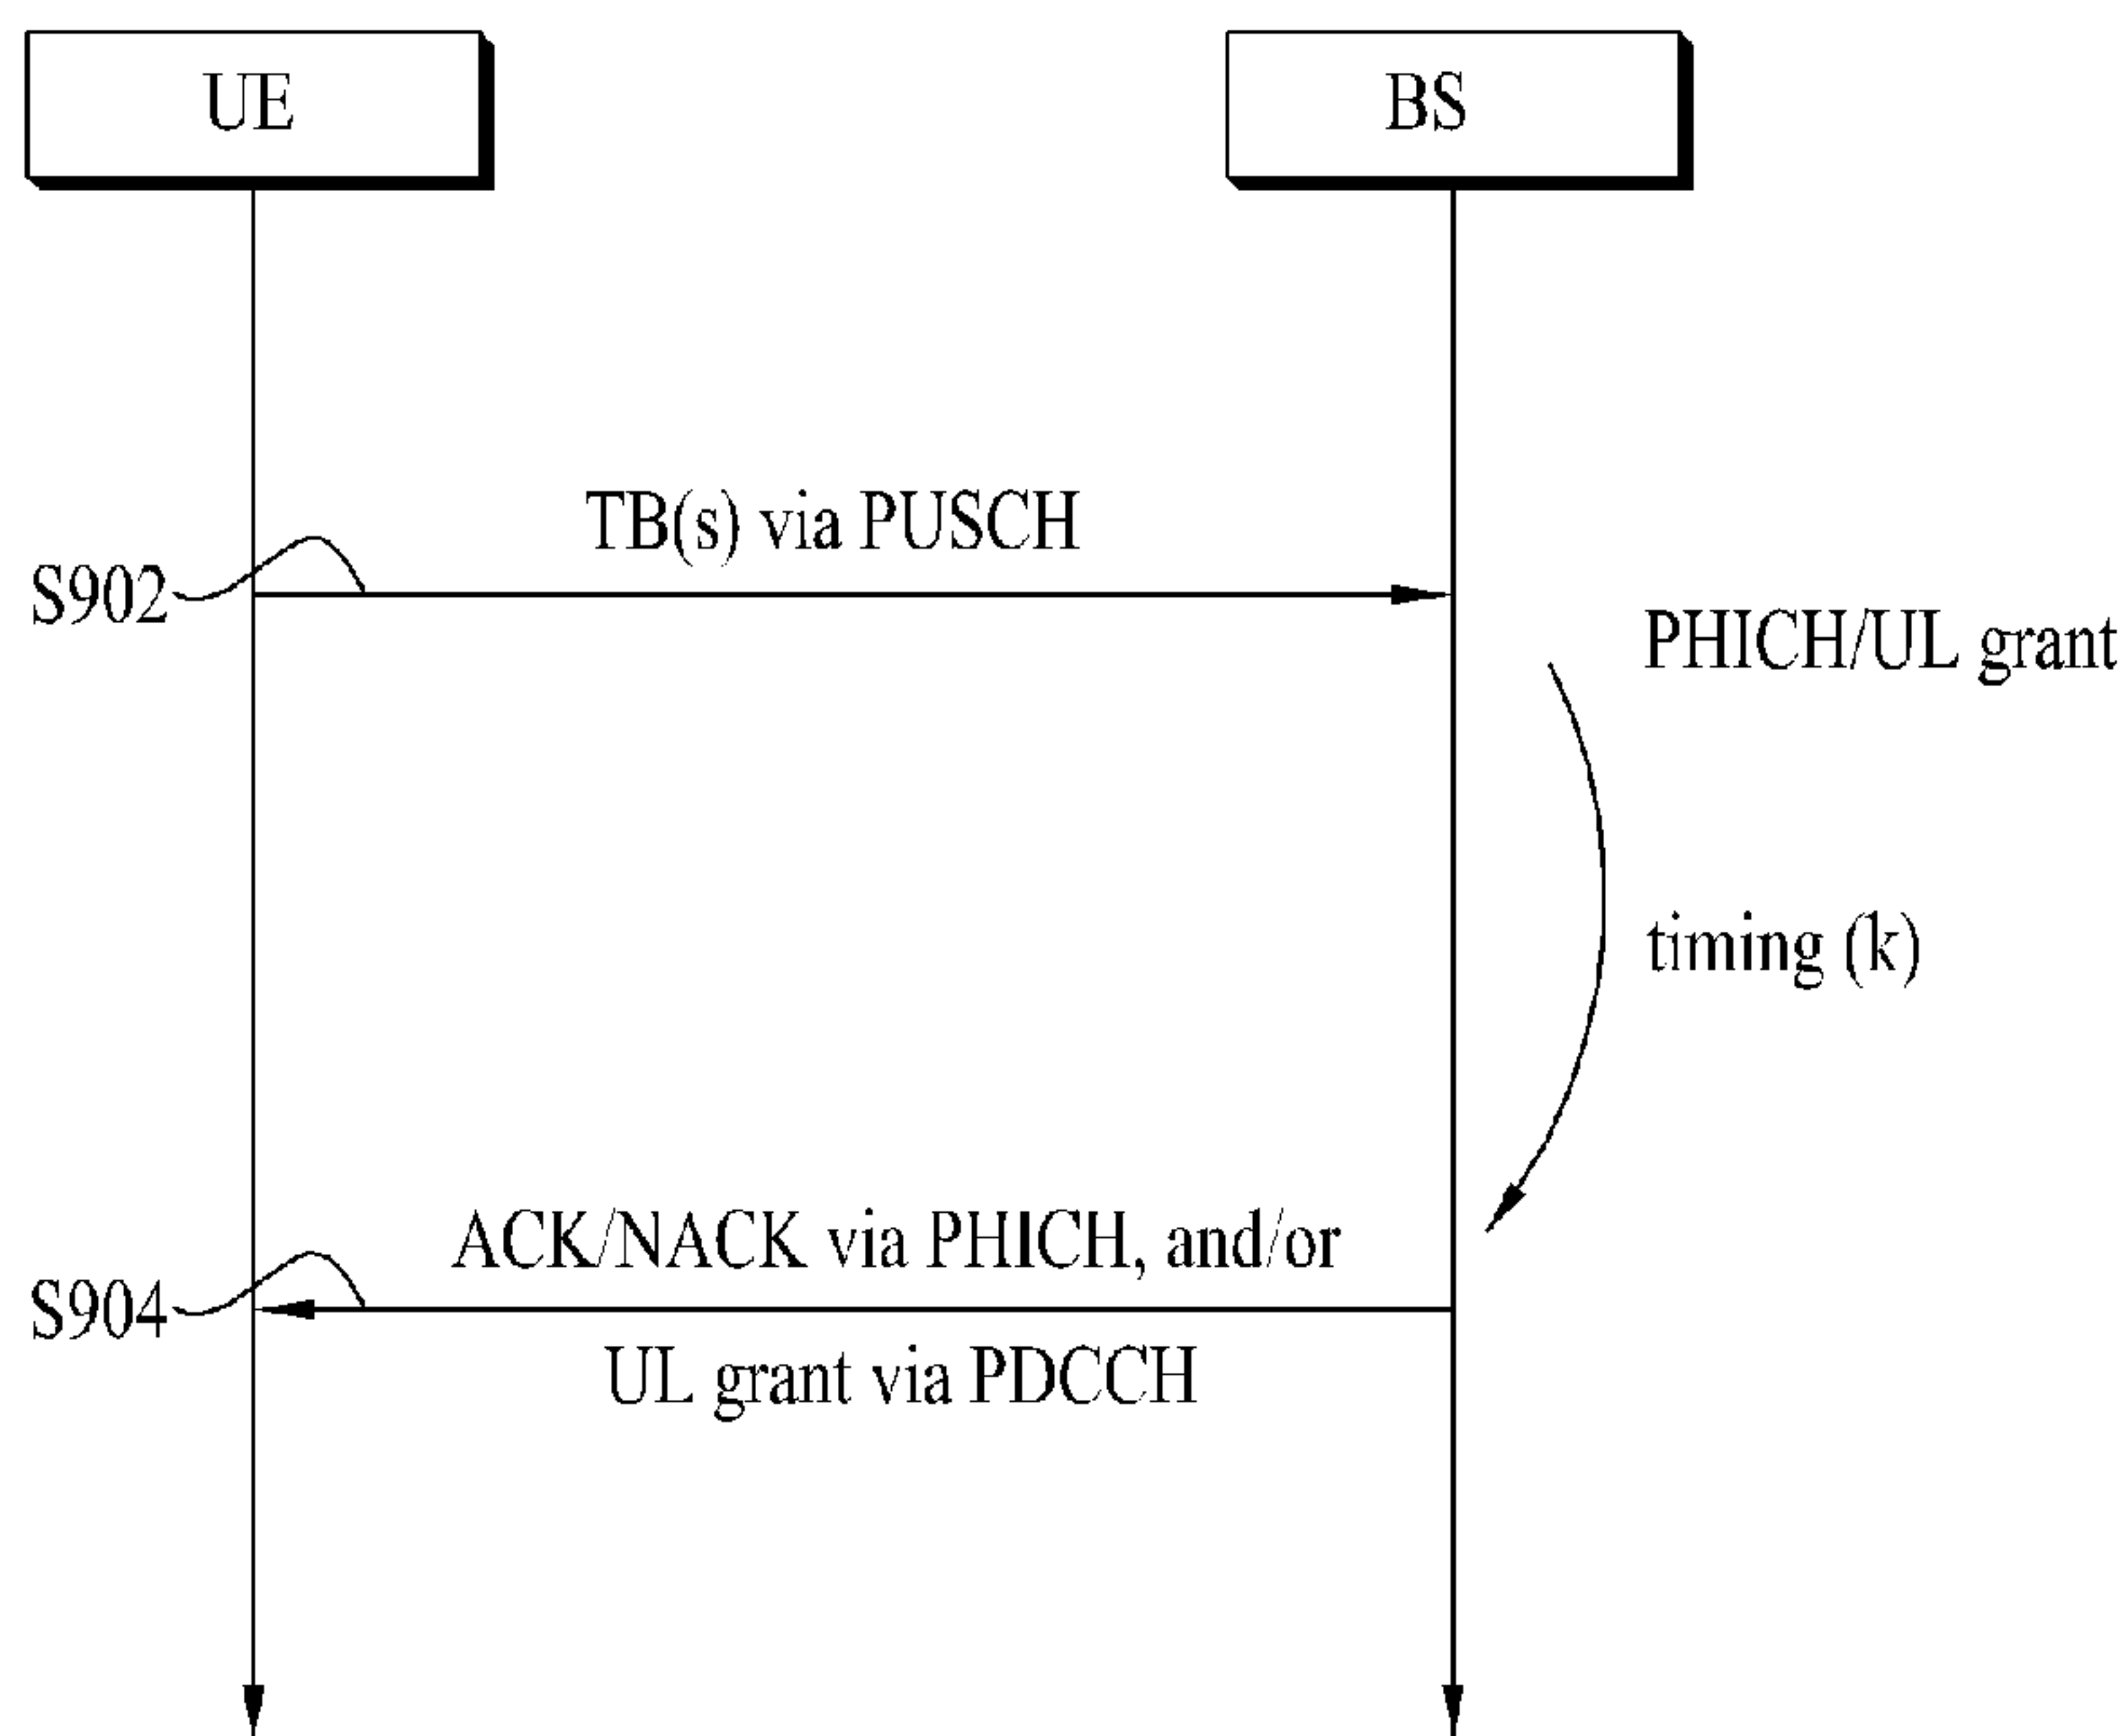 UE
BS
TB(s) via PUSCH
S902
PHICH/UL grant
timing (k)
ACK/NACK via PHICH, and/or
S904
UL grant via PDCCH